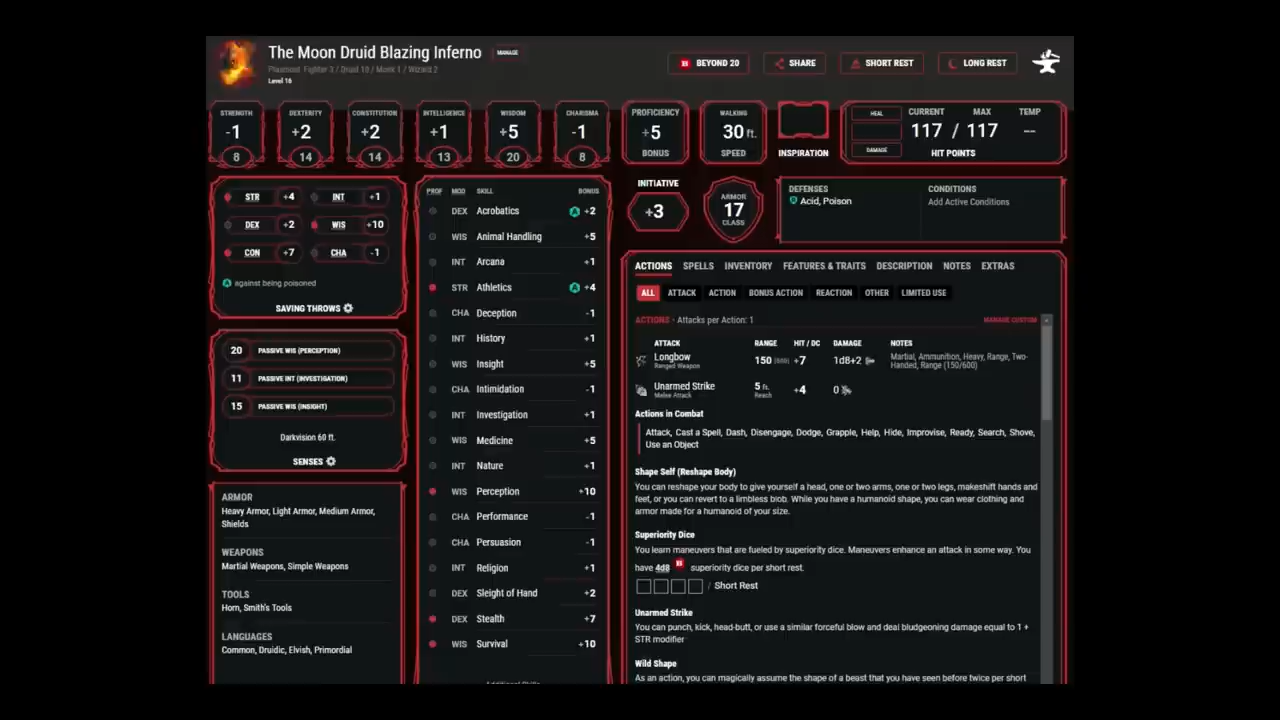 The Moon Druid Blazing Inferno MANAGE
Plasmoid Fighter 3 / Druid 10 / Monk 1 / Wizard 2
Level 16
BEYOND 20 SHARE SHORT REST LONG REST
STRENGTH DEXTERITY CONSTITUTION INTELLIGENCE WISDOM CHARISMA
-1 +2 +2 +1 +5 -1
8 14 14 13 20 8
PROFICIENCY
+5
BONUS
WALKING
30 ft.
SPEED
INSPIRATION
HEAL
DAMAGE
CURRENT MAX TEMP
117 / 117 --
HIT POINTS
STR +4 INT +1
DEX +2 WIS +10
CON +7 CHA -1
against being poisoned
SAVING THROWS
20 PASSIVE WIS (PERCEPTION)
11 PASSIVE INT (INVESTIGATION)
15 PASSIVE WIS (INSIGHT)
Darkvision 60 ft.
SENSES
ARMOR
Heavy Armor, Light Armor, Medium Armor,
Shields
WEAPONS
Martial Weapons, Simple Weapons
TOOLS
Horn, Smith's Tools
LANGUAGES
Common, Druidic, Elvish, Primordial
PROF MOD SKILL BONUS
DEX Acrobatics +2
WIS Animal Handling +5
INT Arcana +1
STR Athletics +4
CHA Deception -1
INT History +1
WIS Insight +5
CHA Intimidation -1
INT Investigation +1
WIS Medicine +5
INT Nature +1
WIS Perception +10
CHA Performance -1
CHA Persuasion -1
INT Religion +1
DEX Sleight of Hand +2
DEX Stealth +7
WIS Survival +10
INITIATIVE
+3
ARMOR
17
CLASS
DEFENSES
Acid, Poison
CONDITIONS
Add Active Conditions
ACTIONS SPELLS INVENTORY FEATURES & TRAITS DESCRIPTION NOTES EXTRAS
ALL ATTACK ACTION BONUS ACTION REACTION OTHER LIMITED USE
ACTIONS • Attacks per Action: 1 MANAGE CUSTOM
ATTACK RANGE HIT / DC DAMAGE NOTES
Longbow 150 (600) +7 1d8+2 Martial, Ammunition, Heavy, Range, Two-
Ranged Weapon Handed, Range (150/600)
Unarmed Strike 5 ft. +4 0
Melee Attack Reach
Actions in Combat
Attack, Cast a Spell, Dash, Disengage, Dodge, Grapple, Help, Hide, Improvise, Ready, Search, Shove,
Use an Object
Shape Self (Reshape Body)
You can reshape your body to give yourself a head, one or two arms, one or two legs, makeshift hands and
feet, or you can revert to a limbless blob. While you have a humanoid shape, you can wear clothing and
armor made for a humanoid of your size.
Superiority Dice
You learn maneuvers that are fueled by superiority dice. Maneuvers enhance an attack in some way. You
have 4d8 superiority dice per short rest.
/ Short Rest
Unarmed Strike
You can punch, kick, head-butt, or use a similar forceful blow and deal bludgeoning damage equal to 1 +
STR modifier
Wild Shape
As an action, you can magically assume the shape of a beast that you have seen before twice per short